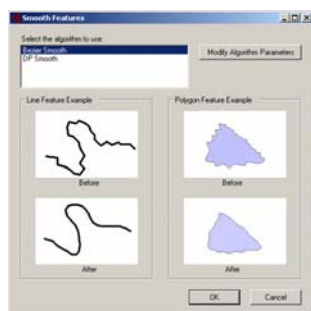 Smooth Features
Select the algorithm to use:
Bezier Smooth
DP Smooth
Modify Algorithm Parameters
Line Feature Example
Before
After
Polygon Feature Example
Before
After
OK
Cancel